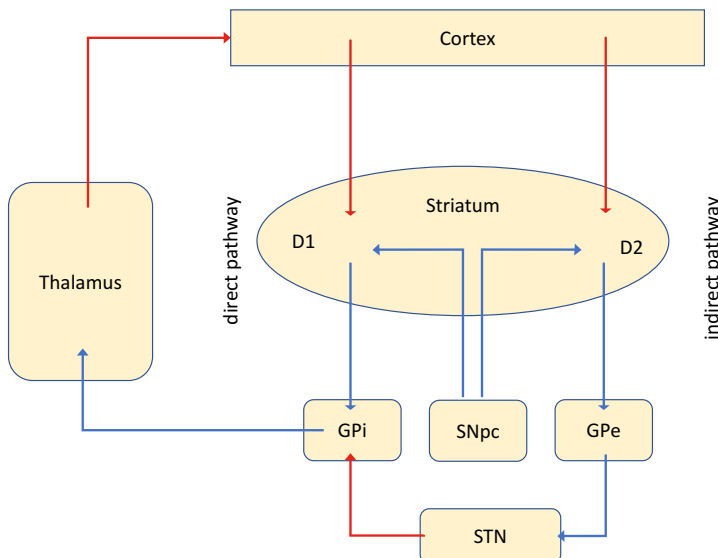 Cortex
Striatum
D1
D2
direct pathway
indirect pathway
Thalamus
GPi
SNpc
GPe
STN